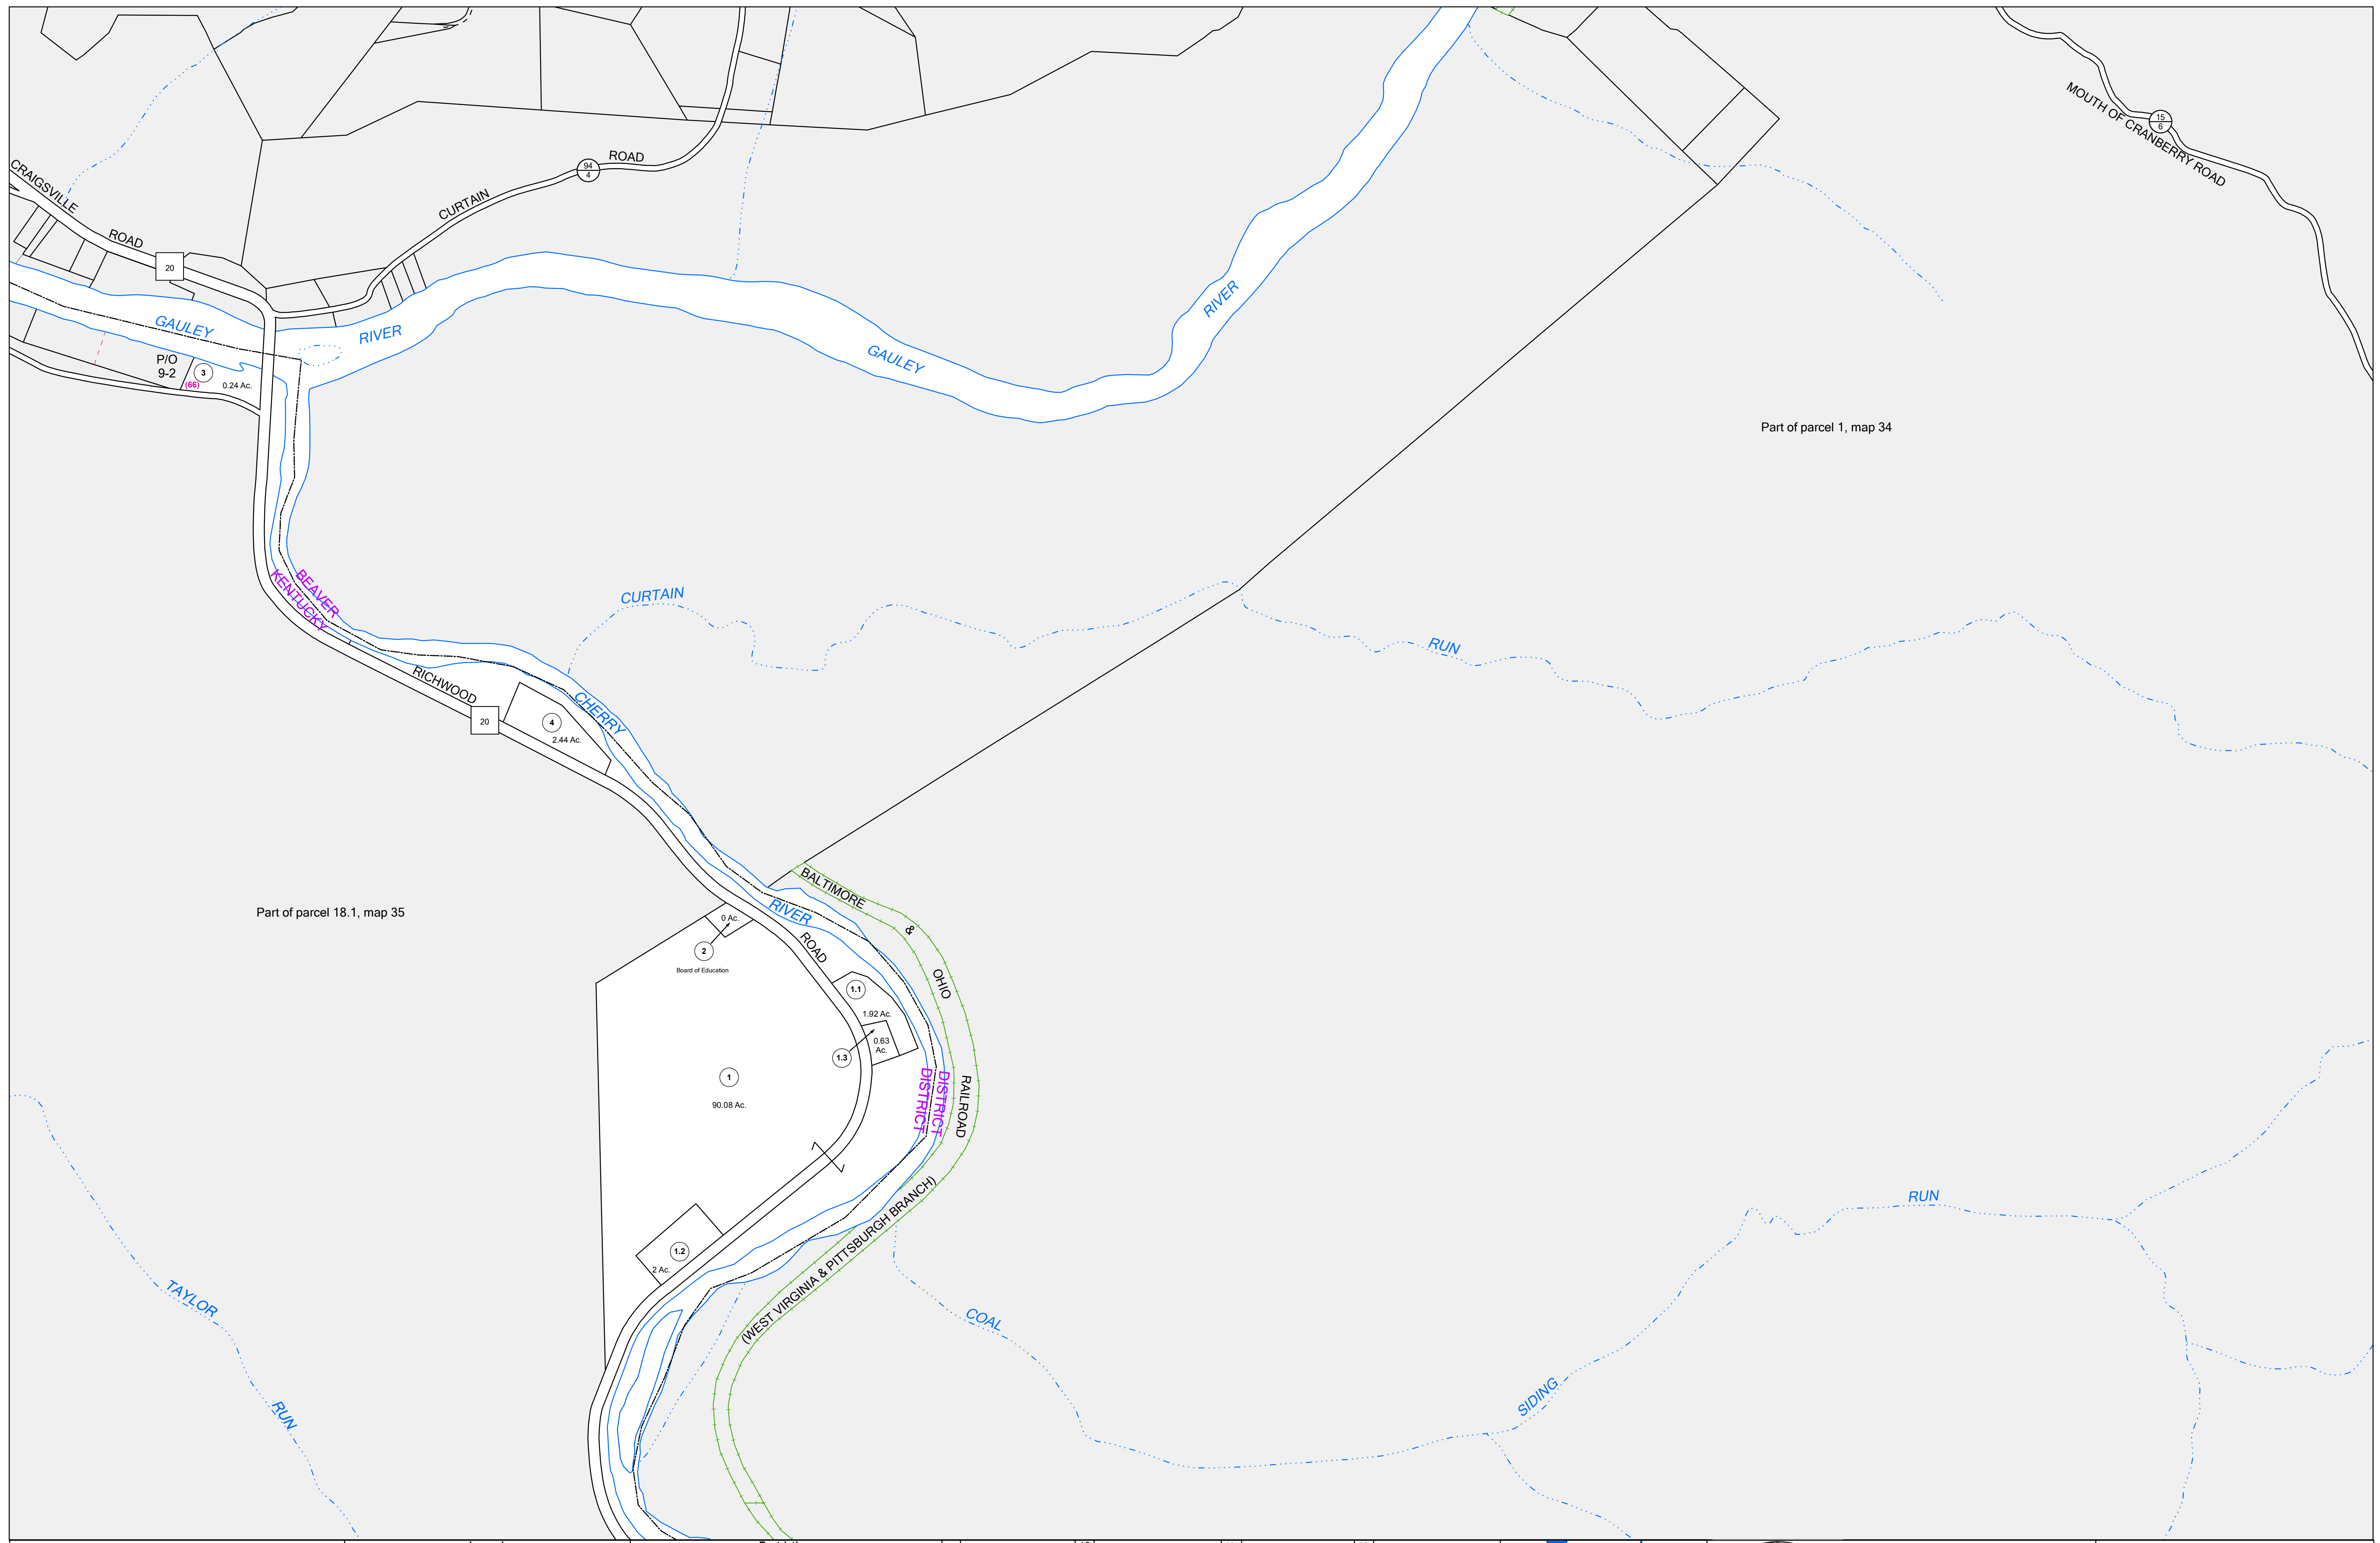 MOUTH OF CRANBERRY ROAD
15
6
CRAIGSVILLE
ROAD
20
CURTAIN
94
4
ROAD
GAULEY
RIVER
GAULEY
RIVER
P/O
9-2
3
(66)
0.24 Ac.
Part of parcel 1, map 34
BEAVER
KENTUCKY
CURTAIN
RUN
RICHWOOD
20
4
2.44 Ac.
CHERRY
RIVER
ROAD
BALTIMORE
&
OHIO
RAILROAD
(WEST VIRGINIA & PITTSBURGH BRANCH)
Part of parcel 18.1, map 35
0 Ac.
2
Board of Education
1.1
1.92 Ac.
0.63
Ac.
1.3
1
90.08 Ac.
DISTRICT
DISTRICT
1.2
2 Ac.
TAYLOR
RUN
COAL
SIDING
RUN